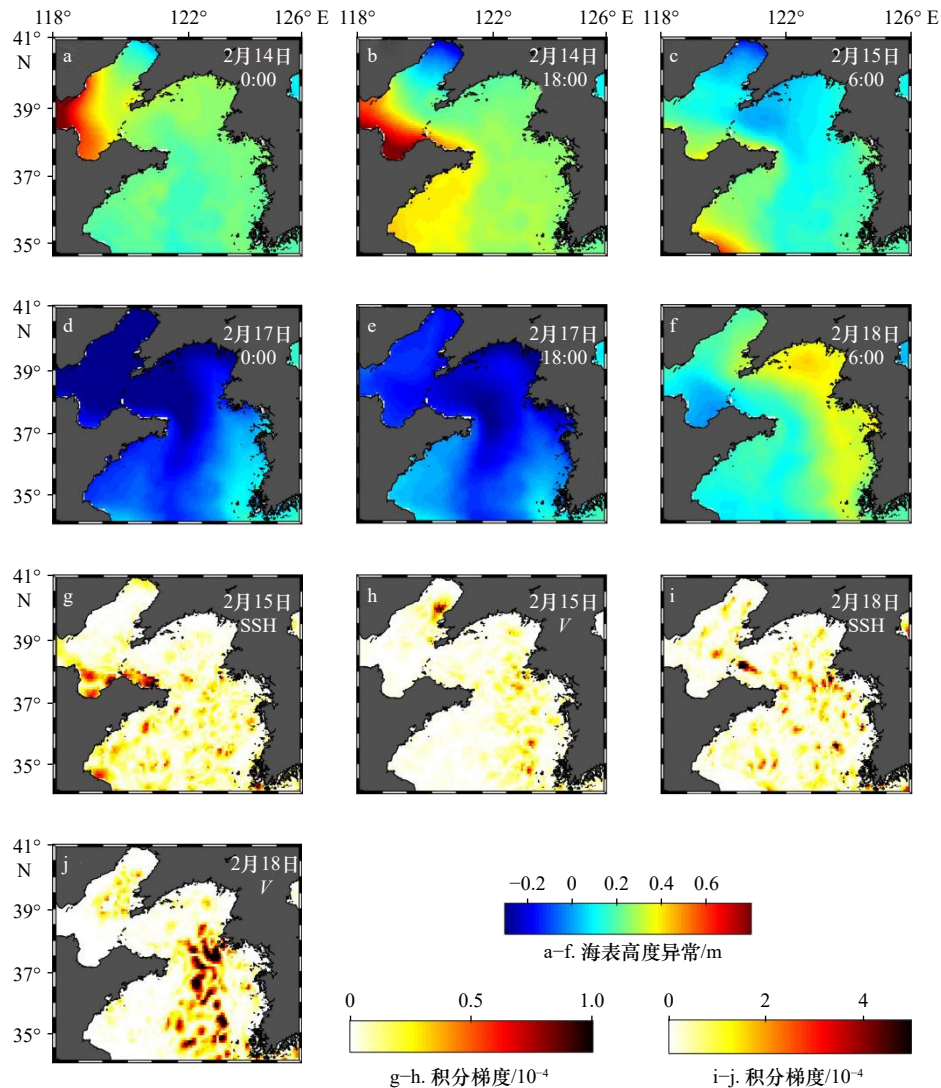 118° 122° 126° E 118° 122° 126° E 118° 122° 126° E
41°
N
39°
37°
35°
a
2月14日
0:00
b
2月14日
18:00
c
2月15日
6:00
41°
N
39°
37°
35°
d
2月17日
0:00
e
2月17日
18:00
f
2月18日
6:00
41°
N
39°
37°
35°
g
2月15日
SSH
h
2月15日
V
i
2月18日
SSH
41°
N
39°
37°
35°
j
2月18日
V
−0.2 0 0.2 0.4 0.6
a−f. 海表高度异常/m
0 0.5 1.0
g−h. 积分梯度/10⁻⁴
0 2 4
i−j. 积分梯度/10⁻⁴